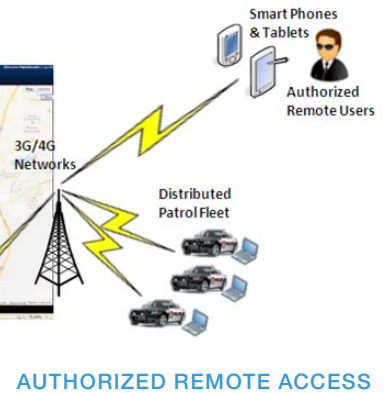 Smart Phones
& Tablets
Authorized
Remote Users
3G/4G
Networks
Distributed
Patrol Fleet
AUTHORIZED REMOTE ACCESS